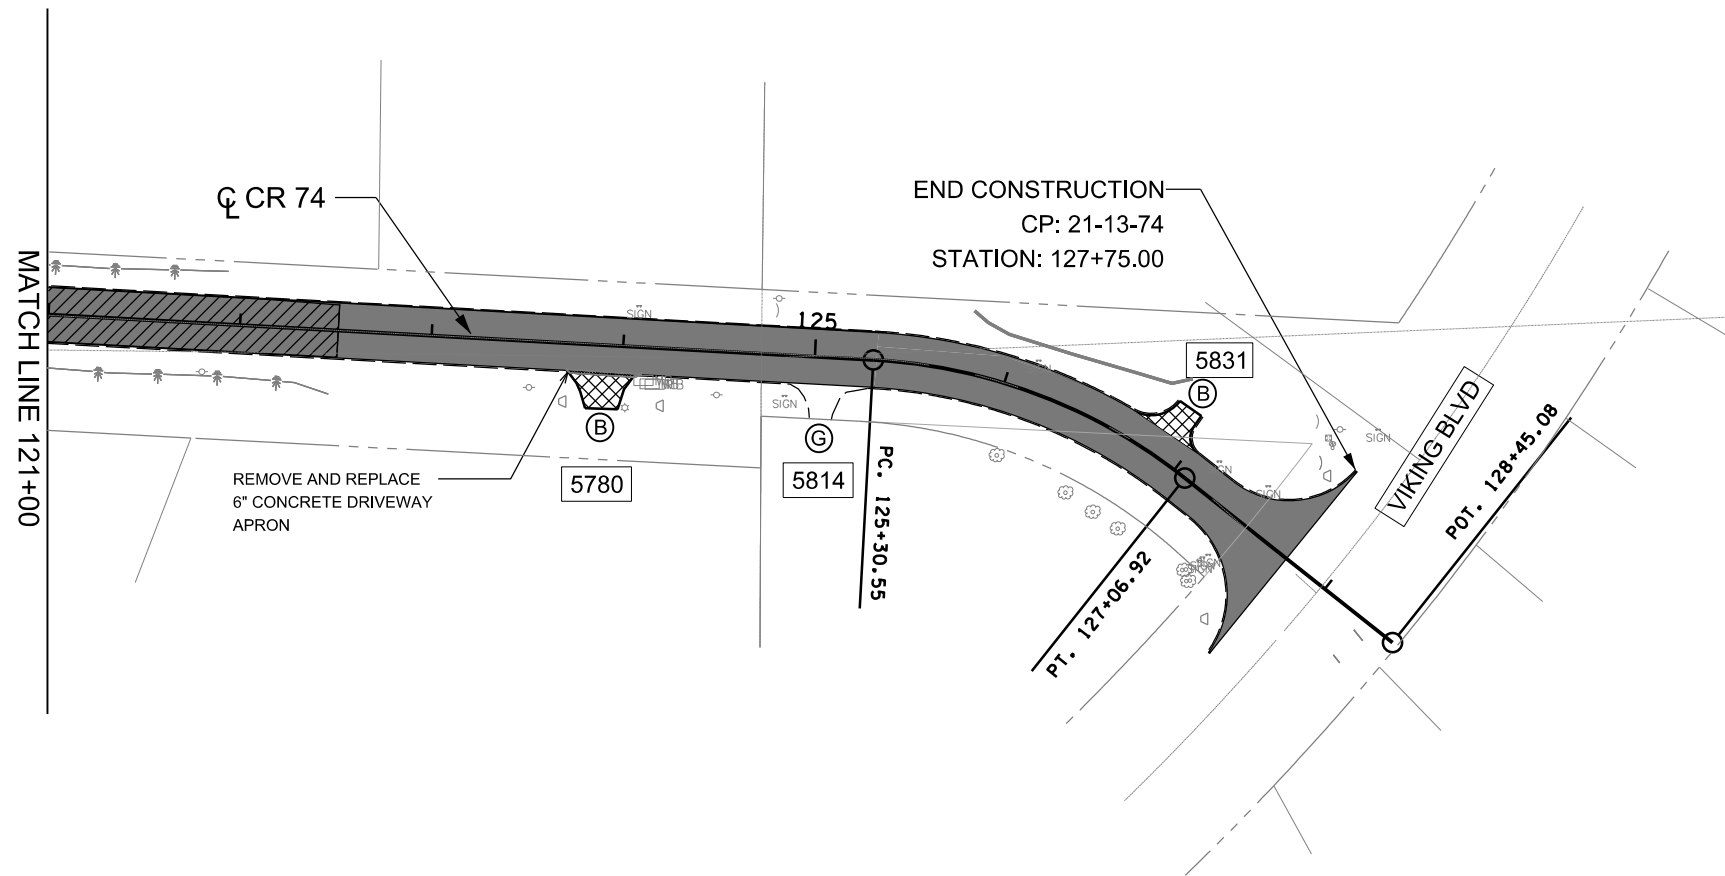 MATCH LINE 121+00
℄ CR 74
END CONSTRUCTION
CP: 21-13-74
STATION: 127+75.00
SIGN
125
SIGN
5831
B
B
G
5780
5814
REMOVE AND REPLACE
6" CONCRETE DRIVEWAY
APRON
SIGN
SIGN
SIGN
PC. 125+30.55
PT. 127+06.92
VIKING BLVD
POT. 128+45.08